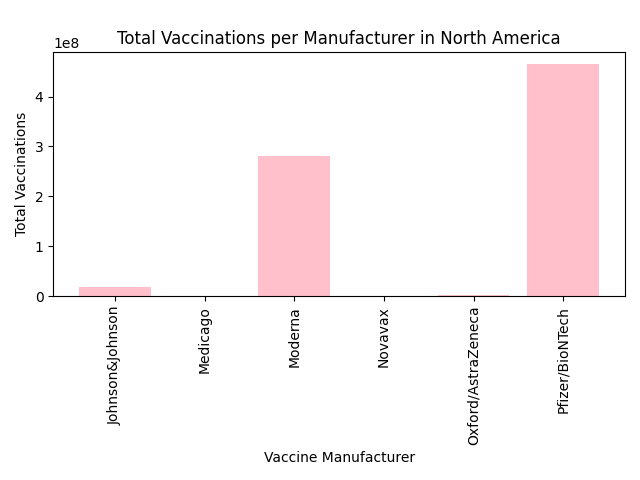 Total Vaccinations per Manufacturer in North America
1e8
Total Vaccinations
4
3
2
1
0
Johnson&Johnson
Medicago
Moderna
Novavax
Oxford/AstraZeneca
Pfizer/BioNTech
Vaccine Manufacturer